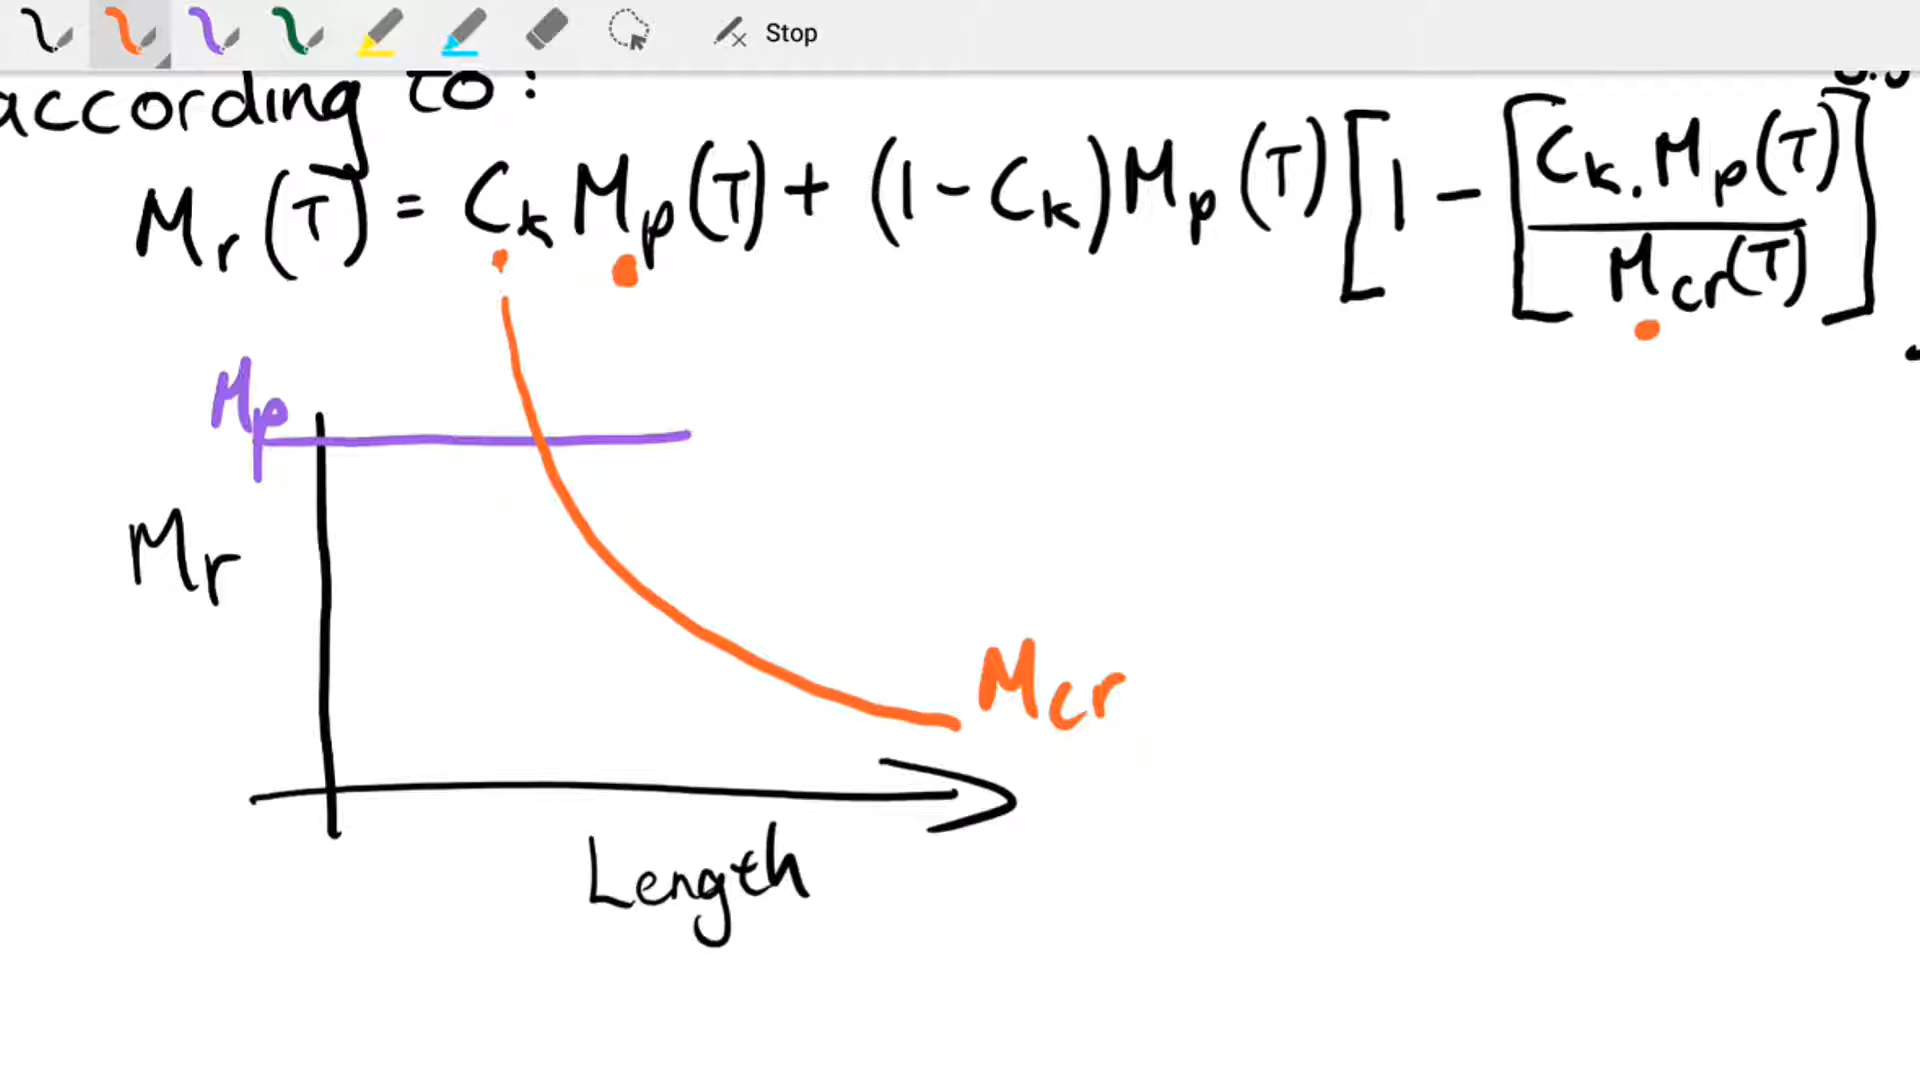 Stop
according to:
Mr(T) = Ck Mp(T) + (1 - Ck) Mp(T) [1 - [Ck. Mp(T) / Mcr(T)]
Mp
Mr
Mcr
Length